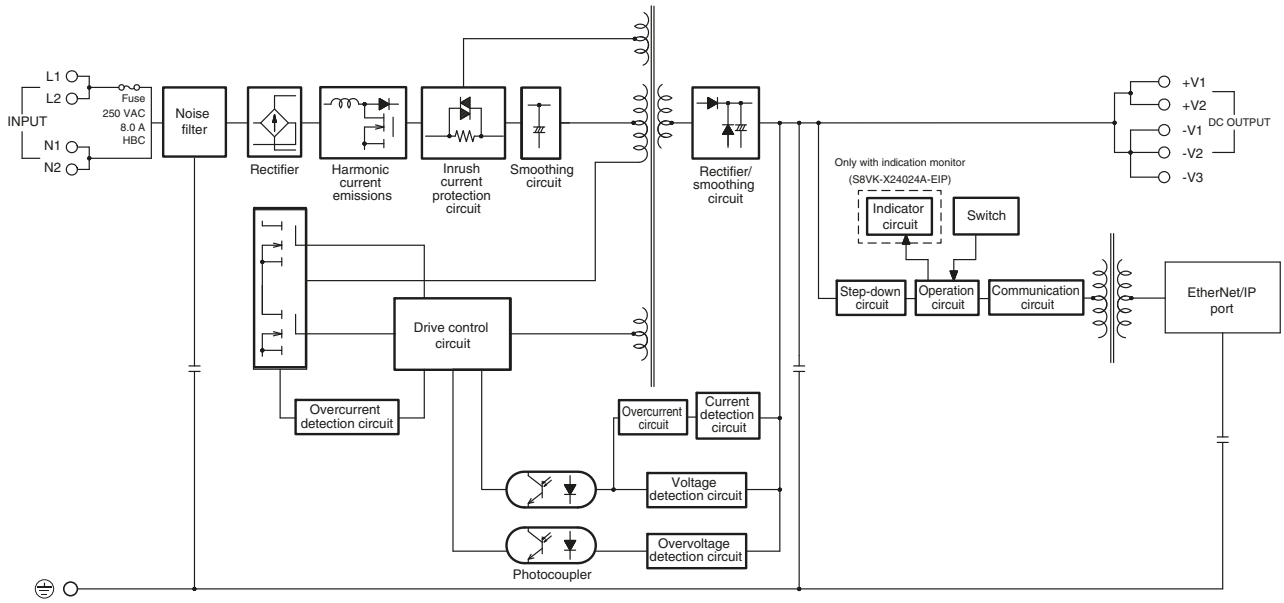 L1
L2
INPUT
N1
N2
Fuse
250 VAC
8.0 A
HBC
Noise
filter
Rectifier
Harmonic
current
emissions
Inrush
current
protection
circuit
Smoothing
circuit
Rectifier/
smoothing
circuit
+V1
+V2
-V1
-V2
-V3
DC OUTPUT
Only with indication monitor
(S8VK-X24024A-EIP)
Indicator
circuit
Switch
Step-down
circuit
Operation
circuit
Communication
circuit
EtherNet/IP
port
Drive control
circuit
Overcurrent
detection circuit
Overcurrent
circuit
Current
detection
circuit
Voltage
detection circuit
Overvoltage
detection circuit
Photocoupler